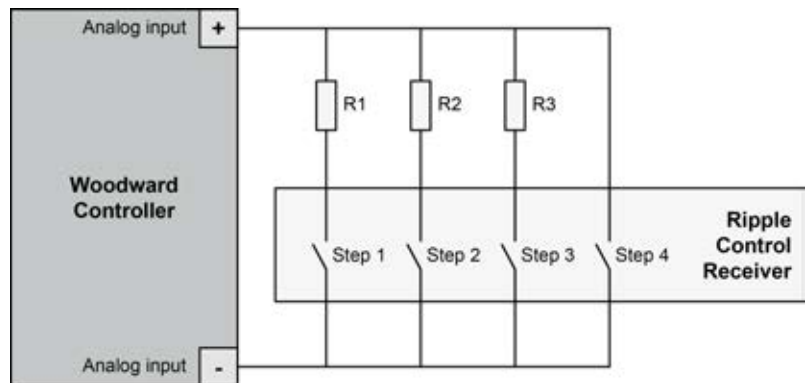 Analog input +
R1 R2 R3
Woodward
Controller
Ripple
Control
Receiver
Step 1 Step 2 Step 3 Step 4
Analog input -